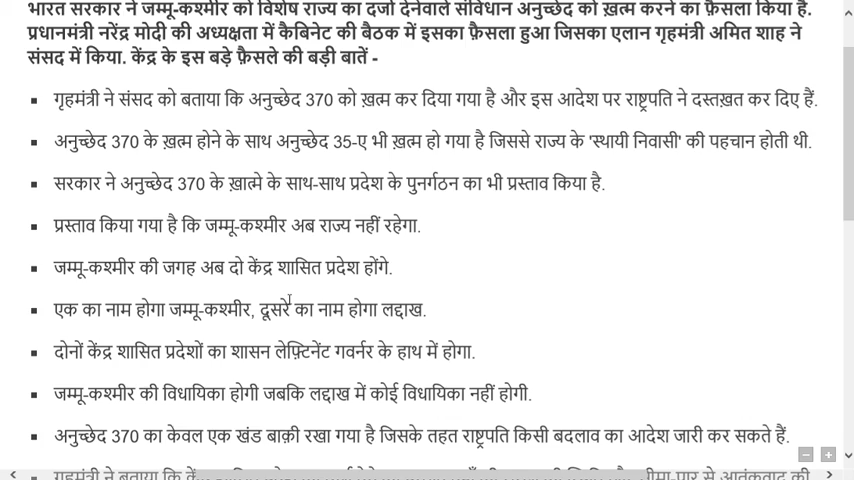 भारत सरकार ने जम्मू-कश्मीर को विशेष राज्य का दर्जा देनेवाले संविधान अनुच्छेद को ख़त्म करने का फ़ैसला किया है.
प्रधानमंत्री नरेंद्र मोदी की अध्यक्षता में कैबिनेट की बैठक में इसका फ़ैसला हुआ जिसका एलान गृहमंत्री अमित शाह ने
संसद में किया. केंद्र के इस बड़े फ़ैसले की बड़ी बातें -
गृहमंत्री ने संसद को बताया कि अनुच्छेद 370 को ख़त्म कर दिया गया है और इस आदेश पर राष्ट्रपति ने दस्तख़त कर दिए हैं.
अनुच्छेद 370 के ख़त्म होने के साथ अनुच्छेद 35-ए भी ख़त्म हो गया है जिससे राज्य के 'स्थायी निवासी' की पहचान होती थी.
सरकार ने अनुच्छेद 370 के ख़ात्मे के साथ-साथ प्रदेश के पुनर्गठन का भी प्रस्ताव किया है.
प्रस्ताव किया गया है कि जम्मू-कश्मीर अब राज्य नहीं रहेगा.
जम्मू-कश्मीर की जगह अब दो केंद्र शासित प्रदेश होंगे.
एक का नाम होगा जम्मू-कश्मीर, दूसरे का नाम होगा लद्दाख.
दोनों केंद्र शासित प्रदेशों का शासन लेफ़्टिनेंट गवर्नर के हाथ में होगा.
जम्मू-कश्मीर की विधायिका होगी जबकि लद्दाख में कोई विधायिका नहीं होगी.
अनुच्छेद 370 का केवल एक खंड बाक़ी रखा गया है जिसके तहत राष्ट्रपति किसी बदलाव का आदेश जारी कर सकते हैं.
गृहमंत्री ने बताया कि